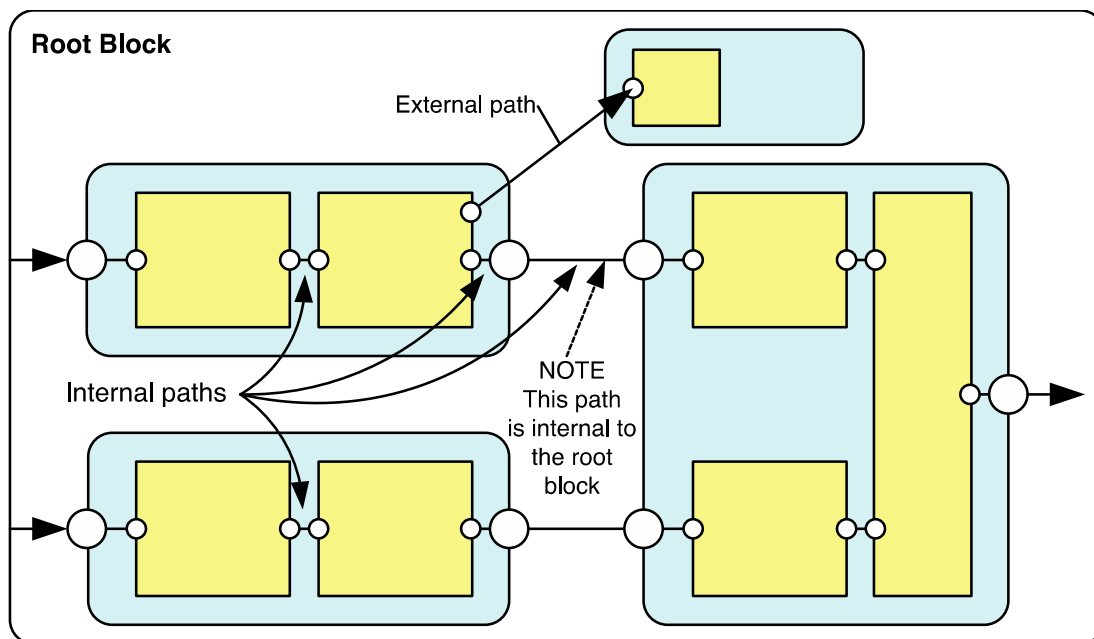 Root Block
External path
Internal paths
NOTE
This path
is internal to
the root
block